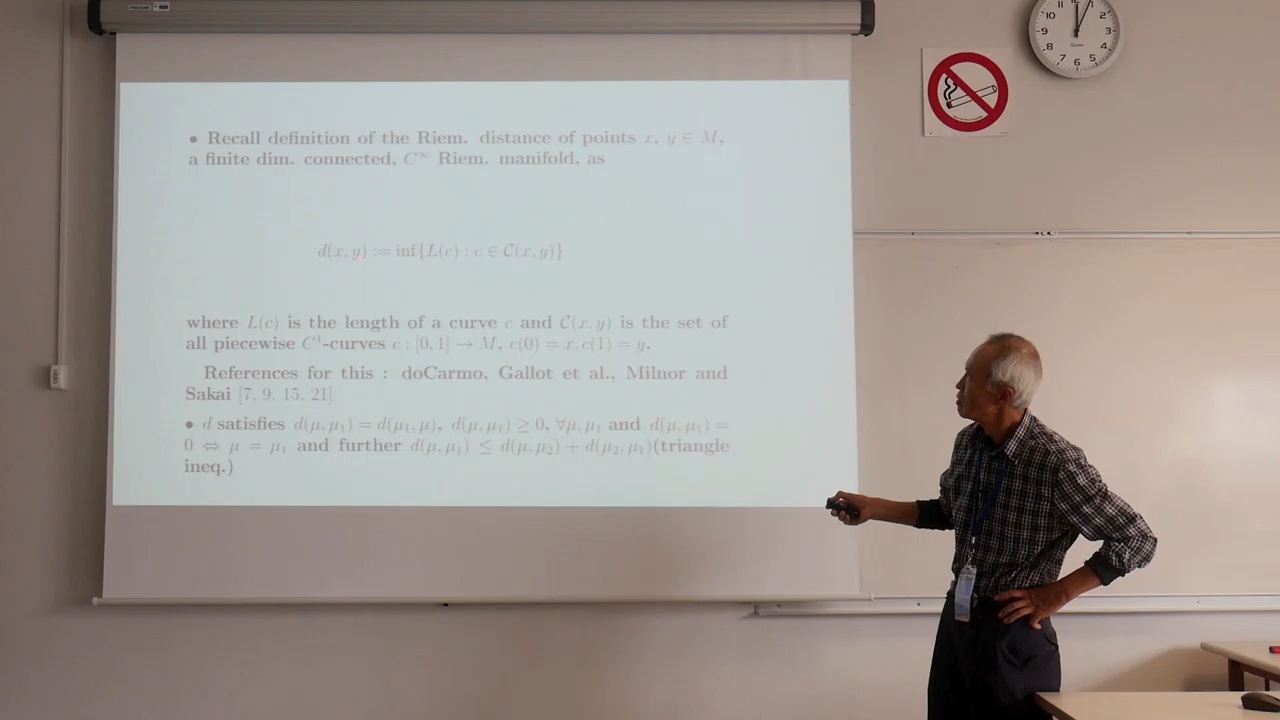 • Recall definition of the Riem. distance of points x, y ∈ M,
a finite dim. connected, C^∞ Riem. manifold, as
d(x, y) := inf{L(c) : c ∈ 𝒞(x, y)}
where L(c) is the length of a curve c and 𝒞(x, y) is the set of
all piecewise C^1-curves c : [0, 1] → M, c(0) = x, c(1) = y.
References for this : doCarmo, Gallot et al., Milnor and
Sakai [7, 9, 15, 21]
• d satisfies d(μ, μ₁) = d(μ₁, μ), d(μ, μ₁) ≥ 0, ∀μ, μ₁ and d(μ, μ₁) =
0 ⇔ μ = μ₁ and further d(μ, μ₁) ≤ d(μ, μ₂) + d(μ₂, μ₁)(triangle
ineq.)